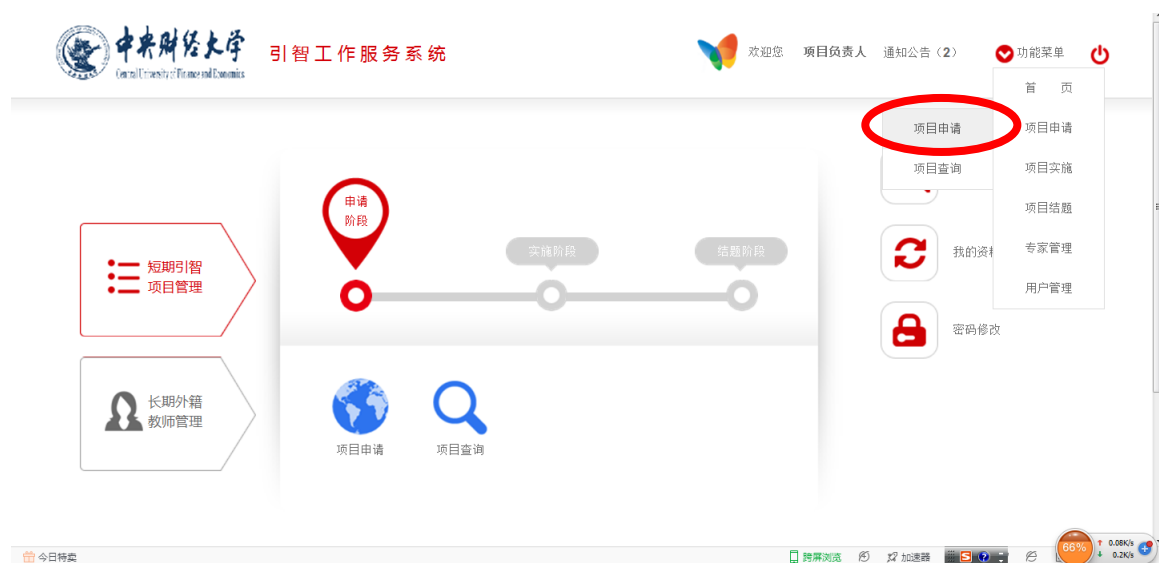 中央财经大学
Central University of Finance and Economics
引智工作服务系统
欢迎您 项目负责人 通知公告（2） 功能菜单
首 页
项目申请 项目申请
项目查询 项目实施
项目结题
专家管理
用户管理
申请
阶段
实施阶段 结题阶段
短期引智
项目管理
我的资
密码修改
长期外籍
教师管理
项目申请 项目查询
今日特卖 跨屏浏览 加速器 66% 0.08K/s
0.2K/s